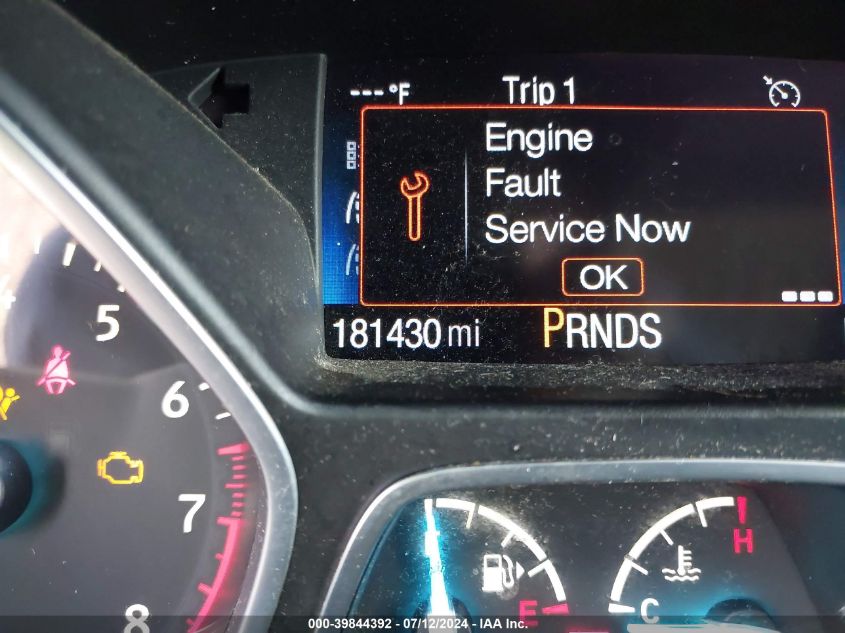 ---°F Trip 1
Engine
Fault
Service Now
OK
181430 mi PRNDS
5
6
7
8
E
H
C
000-39844392 - 07/12/2024 - IAA Inc.